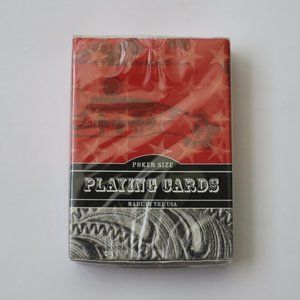 POKER SIZE
PLAYING CARDS
MADE IN THE USA